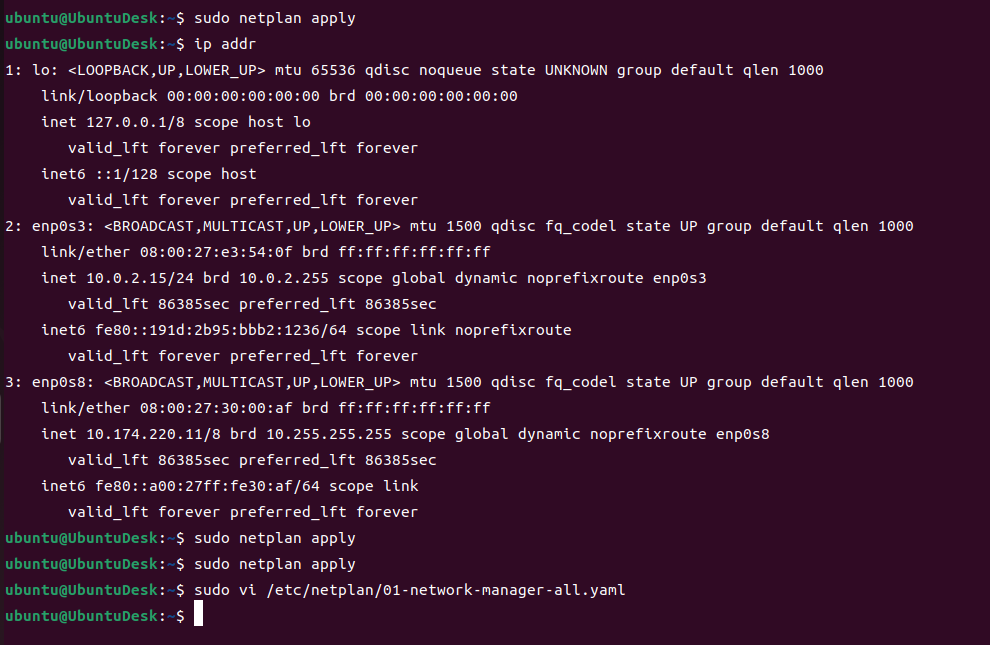 ubuntu@UbuntuDesk:~$ sudo netplan apply
ubuntu@UbuntuDesk:~$ ip addr
1: lo: <LOOPBACK,UP,LOWER_UP> mtu 65536 qdisc noqueue state UNKNOWN group default qlen 1000
    link/loopback 00:00:00:00:00:00 brd 00:00:00:00:00:00
    inet 127.0.0.1/8 scope host lo
       valid_lft forever preferred_lft forever
    inet6 ::1/128 scope host
       valid_lft forever preferred_lft forever
2: enp0s3: <BROADCAST,MULTICAST,UP,LOWER_UP> mtu 1500 qdisc fq_codel state UP group default qlen 1000
    link/ether 08:00:27:e3:54:0f brd ff:ff:ff:ff:ff:ff
    inet 10.0.2.15/24 brd 10.0.2.255 scope global dynamic noprefixroute enp0s3
       valid_lft 86385sec preferred_lft 86385sec
    inet6 fe80::191d:2b95:bbb2:1236/64 scope link noprefixroute
       valid_lft forever preferred_lft forever
3: enp0s8: <BROADCAST,MULTICAST,UP,LOWER_UP> mtu 1500 qdisc fq_codel state UP group default qlen 1000
    link/ether 08:00:27:30:00:af brd ff:ff:ff:ff:ff:ff
    inet 10.174.220.11/8 brd 10.255.255.255 scope global dynamic noprefixroute enp0s8
       valid_lft 86385sec preferred_lft 86385sec
    inet6 fe80::a00:27ff:fe30:af/64 scope link
       valid_lft forever preferred_lft forever
ubuntu@UbuntuDesk:~$ sudo netplan apply
ubuntu@UbuntuDesk:~$ sudo netplan apply
ubuntu@UbuntuDesk:~$ sudo vi /etc/netplan/01-network-manager-all.yaml
ubuntu@UbuntuDesk:~$